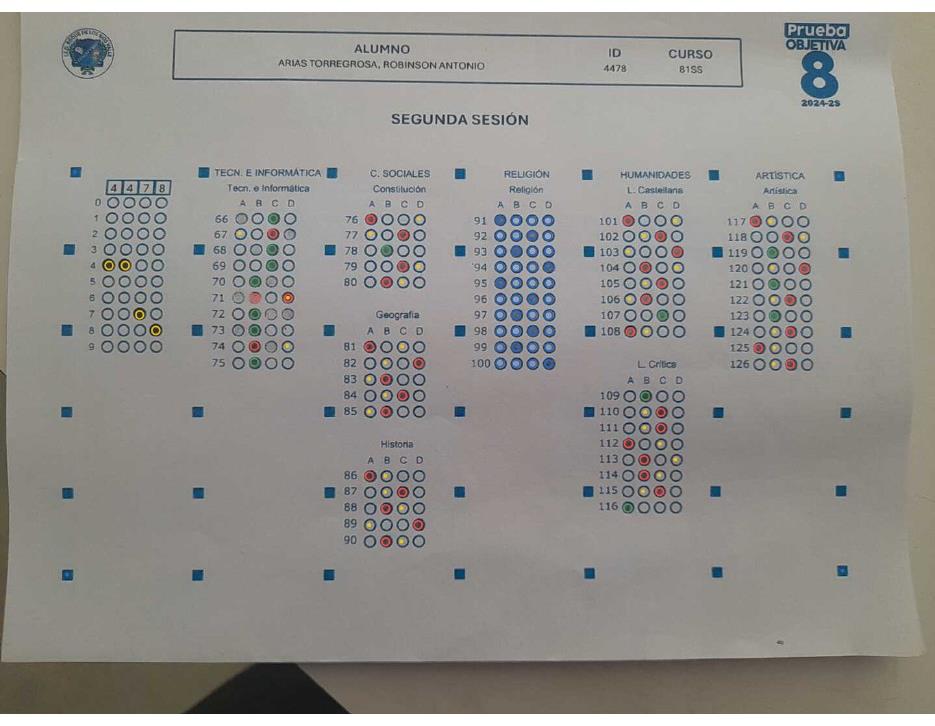 ALUMNO
ARIAS TORREGROSA, ROBINSON ANTONIO
ID
4478
CURSO
81SS
Prueba
OBJETIVA
8
2024-2S
SEGUNDA SESIÓN
4 4 7 8
0
1
2
3
4
5
6
7
8
9
TECN. E INFORMÁTICA
Tecn. e Informática
A B C D
66
67
68
69
70
71
72
73
74
75
C. SOCIALES
Constitución
A B C D
76
77
78
79
80
Geografía
A B C D
81
82
83
84
85
Historia
A B C D
86
87
88
89
90
RELIGIÓN
Religión
A B C D
91
92
93
94
95
96
97
98
99
100
HUMANIDADES
L. Castellana
A B C D
101
102
103
104
105
106
107
108
L. Crítica
A B C D
109
110
111
112
113
114
115
116
ARTÍSTICA
Artística
A B C D
117
118
119
120
121
122
123
124
125
126